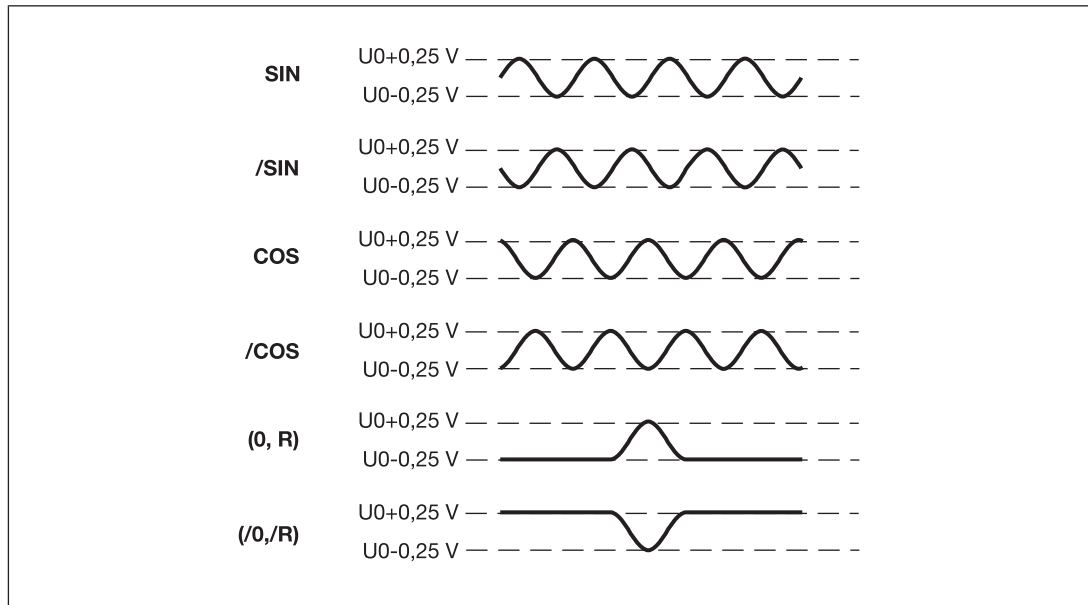 SIN
U0+0,25 V
U0-0,25 V
/SIN
U0+0,25 V
U0-0,25 V
COS
U0+0,25 V
U0-0,25 V
/COS
U0+0,25 V
U0-0,25 V
(0, R)
U0+0,25 V
U0-0,25 V
(/0,/R)
U0+0,25 V
U0-0,25 V